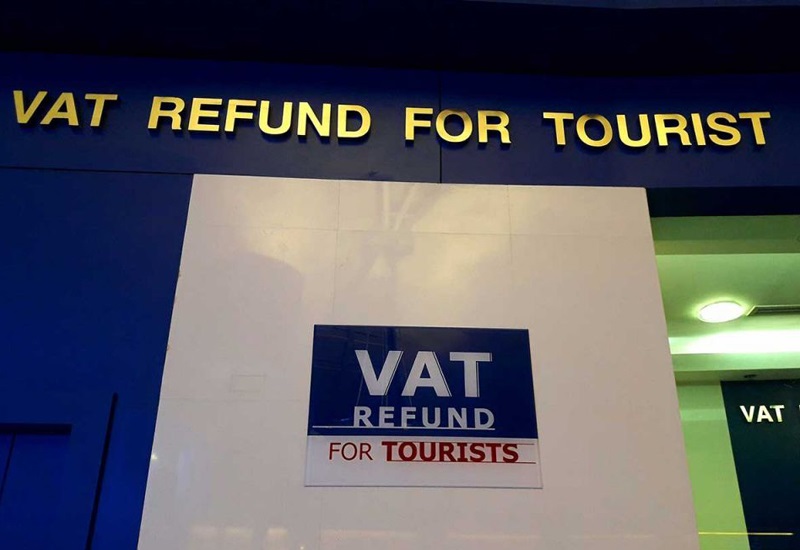 VAT REFUND FOR TOURIST
VAT
REFUND
FOR TOURISTS
VAT